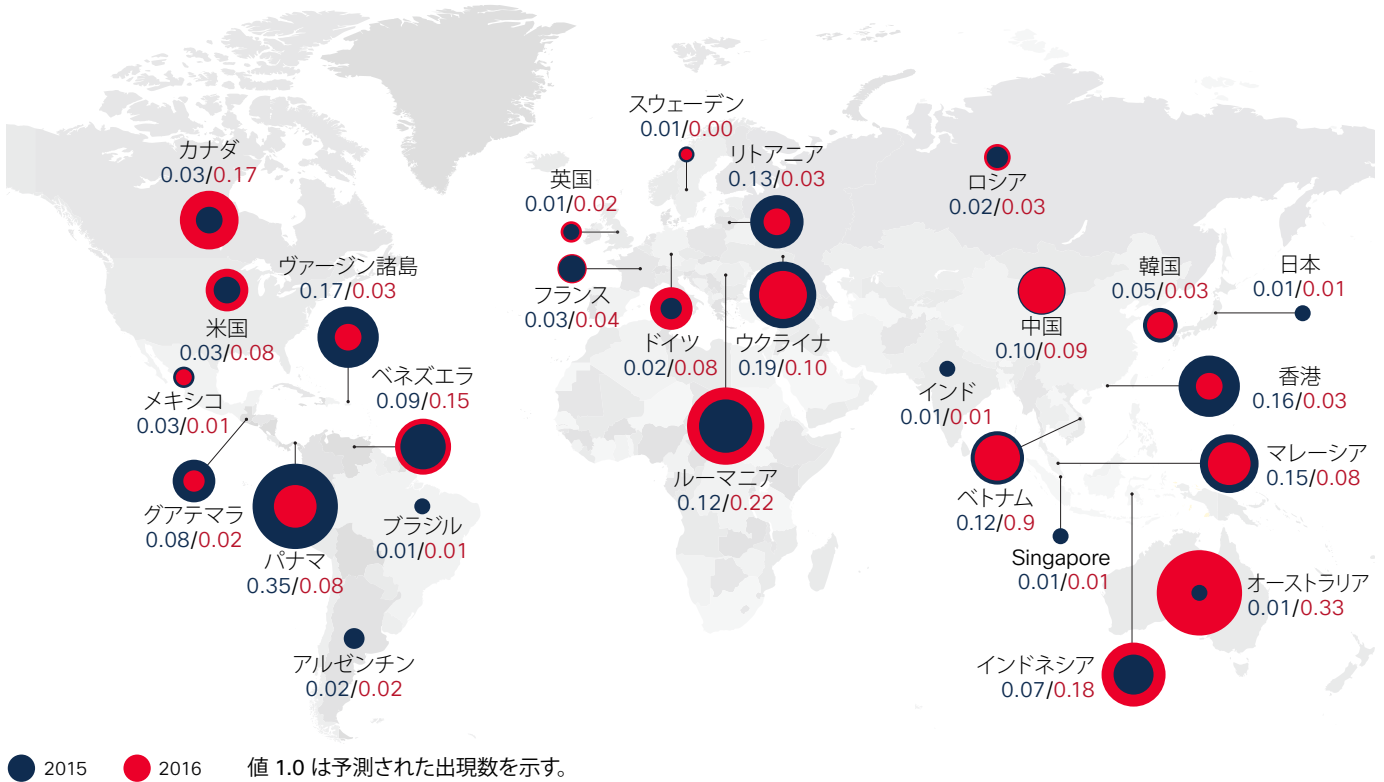 スウェーデン
0.01/0.00
カナダ
0.03/0.17
リトアニア
0.13/0.03
英国
0.01/0.02
ロシア
0.02/0.03
ヴァージン諸島
0.17/0.03
フランス
0.03/0.04
韓国
0.05/0.03
日本
0.01/0.01
米国
0.03/0.08
ドイツ
0.02/0.08
ウクライナ
0.19/0.10
中国
0.10/0.09
ベネズエラ
0.09/0.15
メキシコ
0.03/0.01
インド
0.01/0.01
香港
0.16/0.03
マレーシア
0.15/0.08
ルーマニア
0.12/0.22
ベトナム
0.12/0.9
グアテマラ
0.08/0.02
パナマ
0.35/0.08
ブラジル
0.01/0.01
Singapore
0.01/0.01
オーストラリア
0.01/0.33
アルゼンチン
0.02/0.02
インドネシア
0.07/0.18
2015 2016 値 1.0 は予測された出現数を示す。